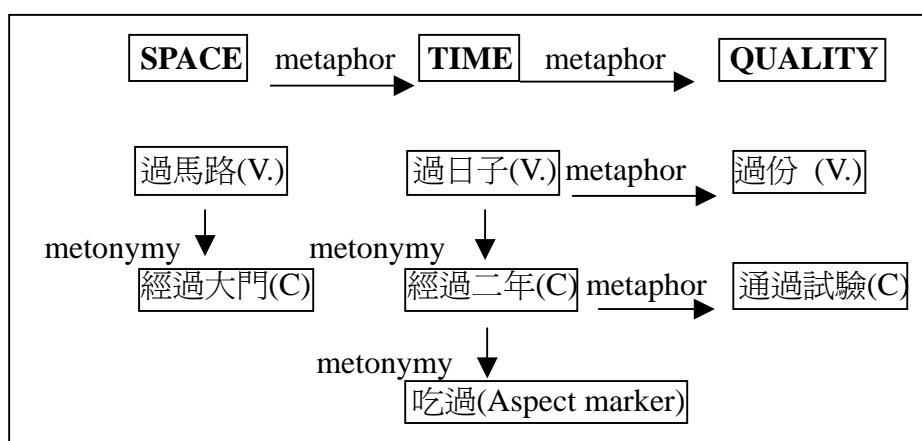 SPACE metaphor TIME metaphor QUALITY
過馬路(V.) 過日子(V.) metaphor 過份 (V.)
metonymy metonymy
經過大門(C) 經過二年(C) metaphor 通過試驗(C)
metonymy
吃過(Aspect marker)